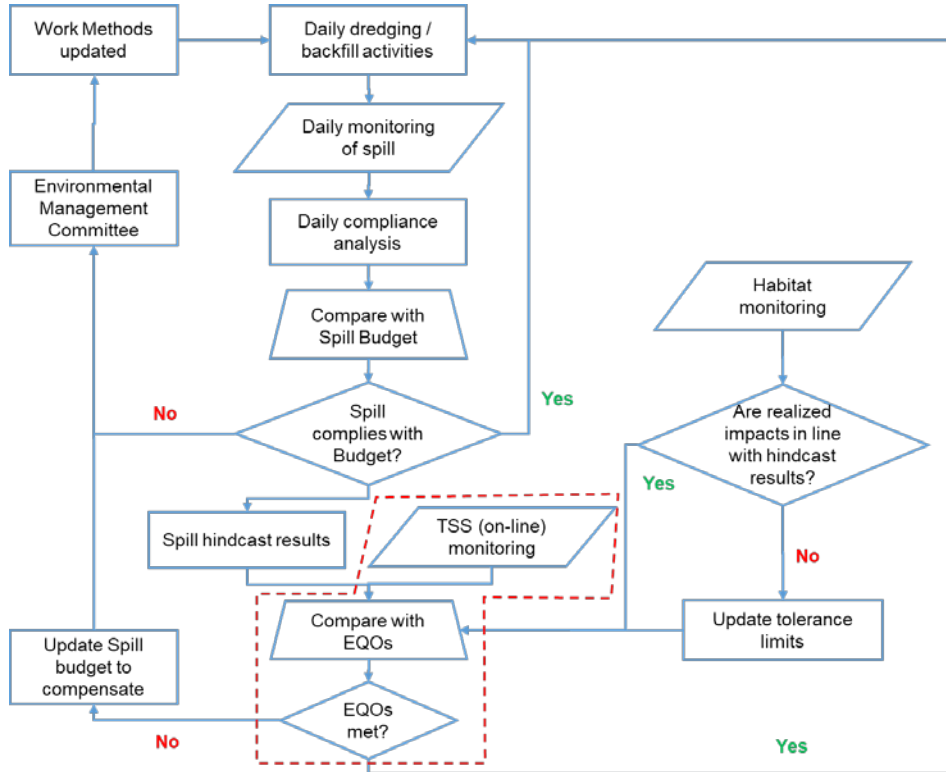 Work Methods
updated
Daily dredging /
backfill activities
Daily monitoring
of spill
Environmental
Management
Committee
Daily compliance
analysis
Habitat
monitoring
Compare with
Spill Budget
No
Yes
Spill
complies with
Budget?
Are realized
impacts in line
with hindcast
results?
Yes
Spill hindcast results
TSS (on-line)
monitoring
No
Compare with
EQOs
Update tolerance
limits
Update Spill
budget to
compensate
EQOs
met?
No
Yes